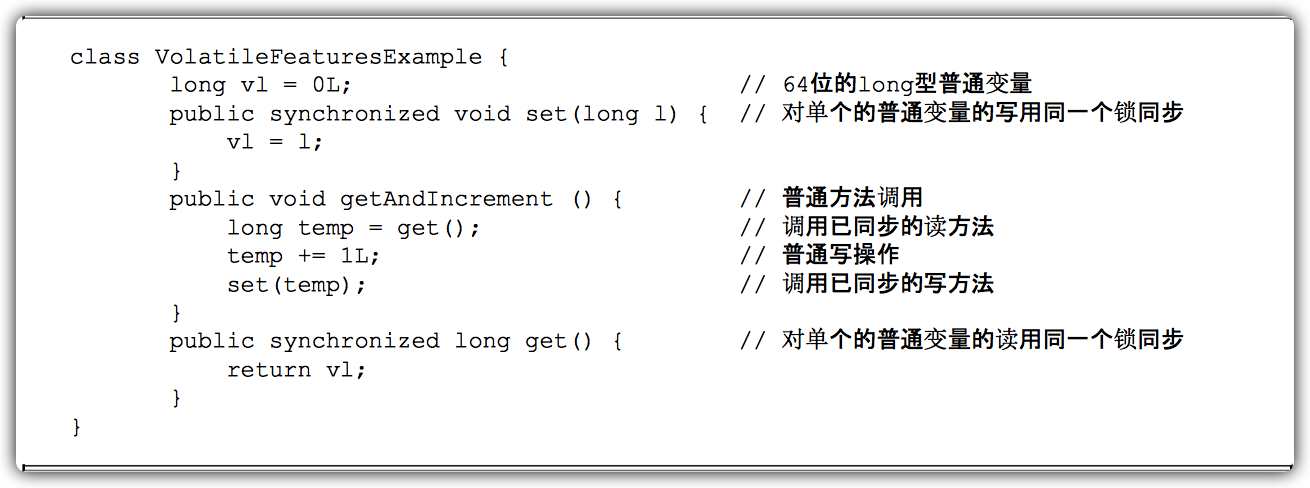 class VolatileFeaturesExample {
long vl = 0L; // 64位的long型普通变量
public synchronized void set(long l) { // 对单个的普通变量的写用同一个锁同步
vl = l;
}
public void getAndIncrement () { // 普通方法调用
long temp = get(); // 调用已同步的读方法
temp += 1L; // 普通写操作
set(temp); // 调用已同步的写方法
}
public synchronized long get() { // 对单个的普通变量的读用同一个锁同步
return vl;
}
}